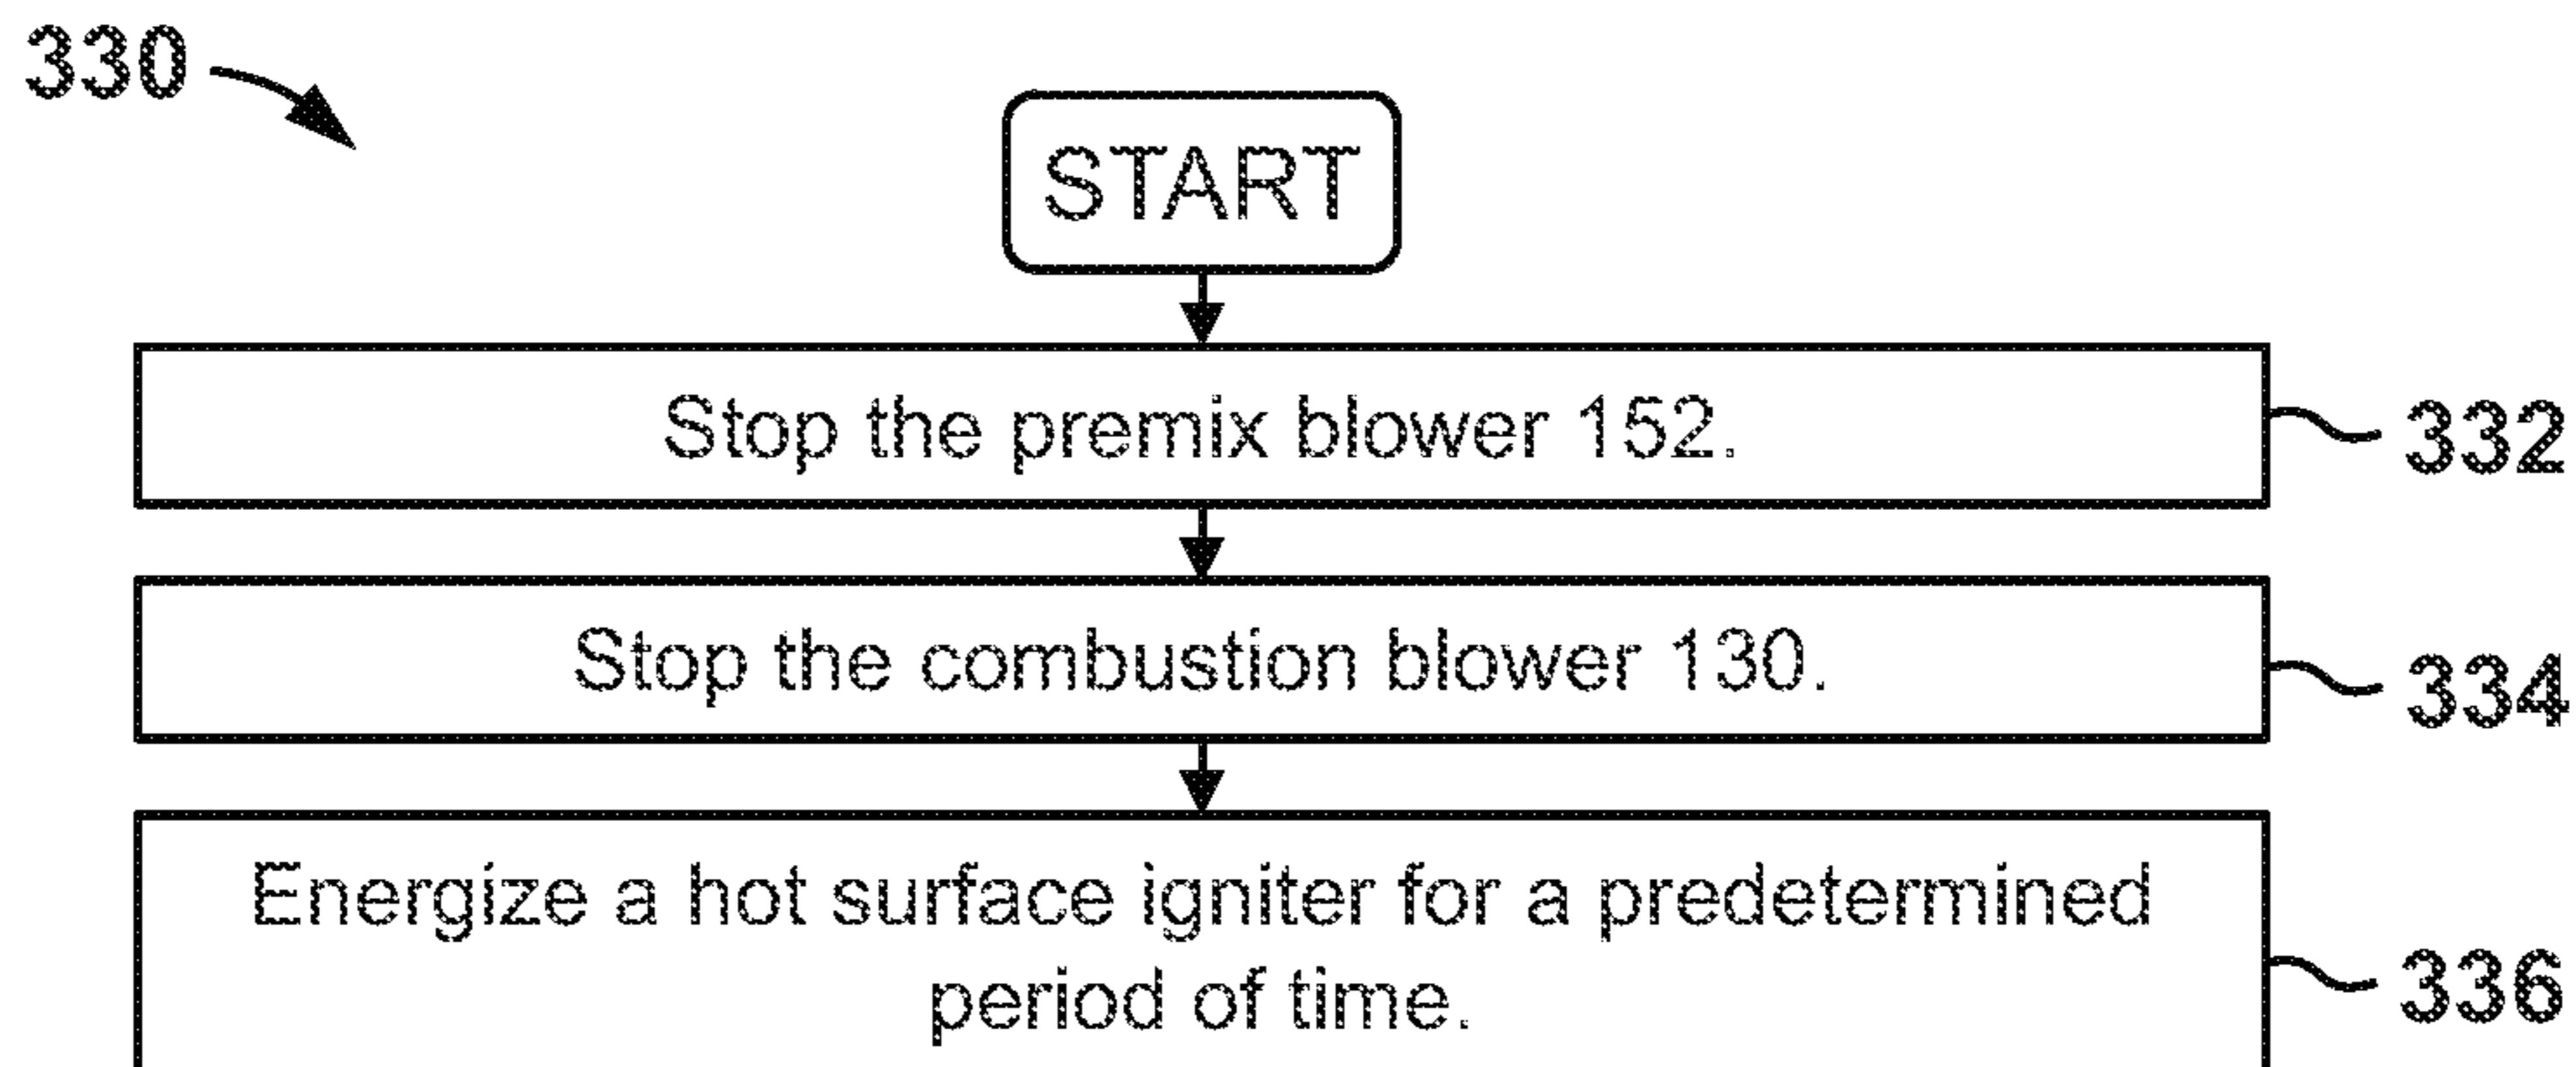 330
START
Stop the premix blower 152.
332
Stop the combustion blower 130.
334
Energize a hot surface igniter for a predetermined
period of time.
336